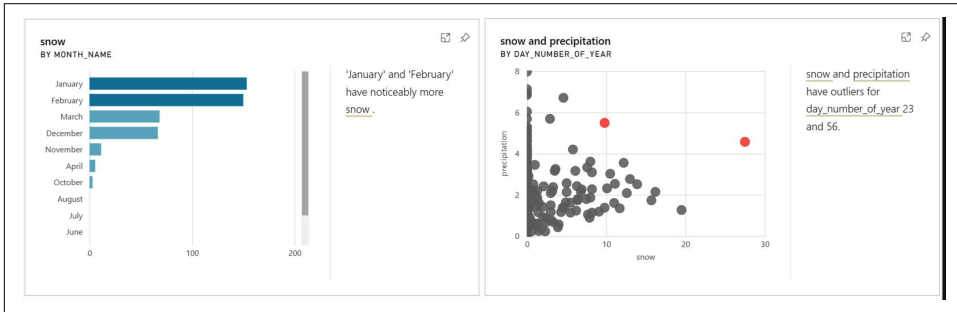 snow
BY MONTH_NAME
January
February
March
December
November
April
October
August
July
June
0 100 200
'January' and 'February'
have noticeably more
snow .
snow and precipitation
BY DAY_NUMBER_OF_YEAR
8
6
4
2
0
precipitation
0 10 20 30
snow
snow and precipitation
have outliers for
day_number_of_year 23
and 56.